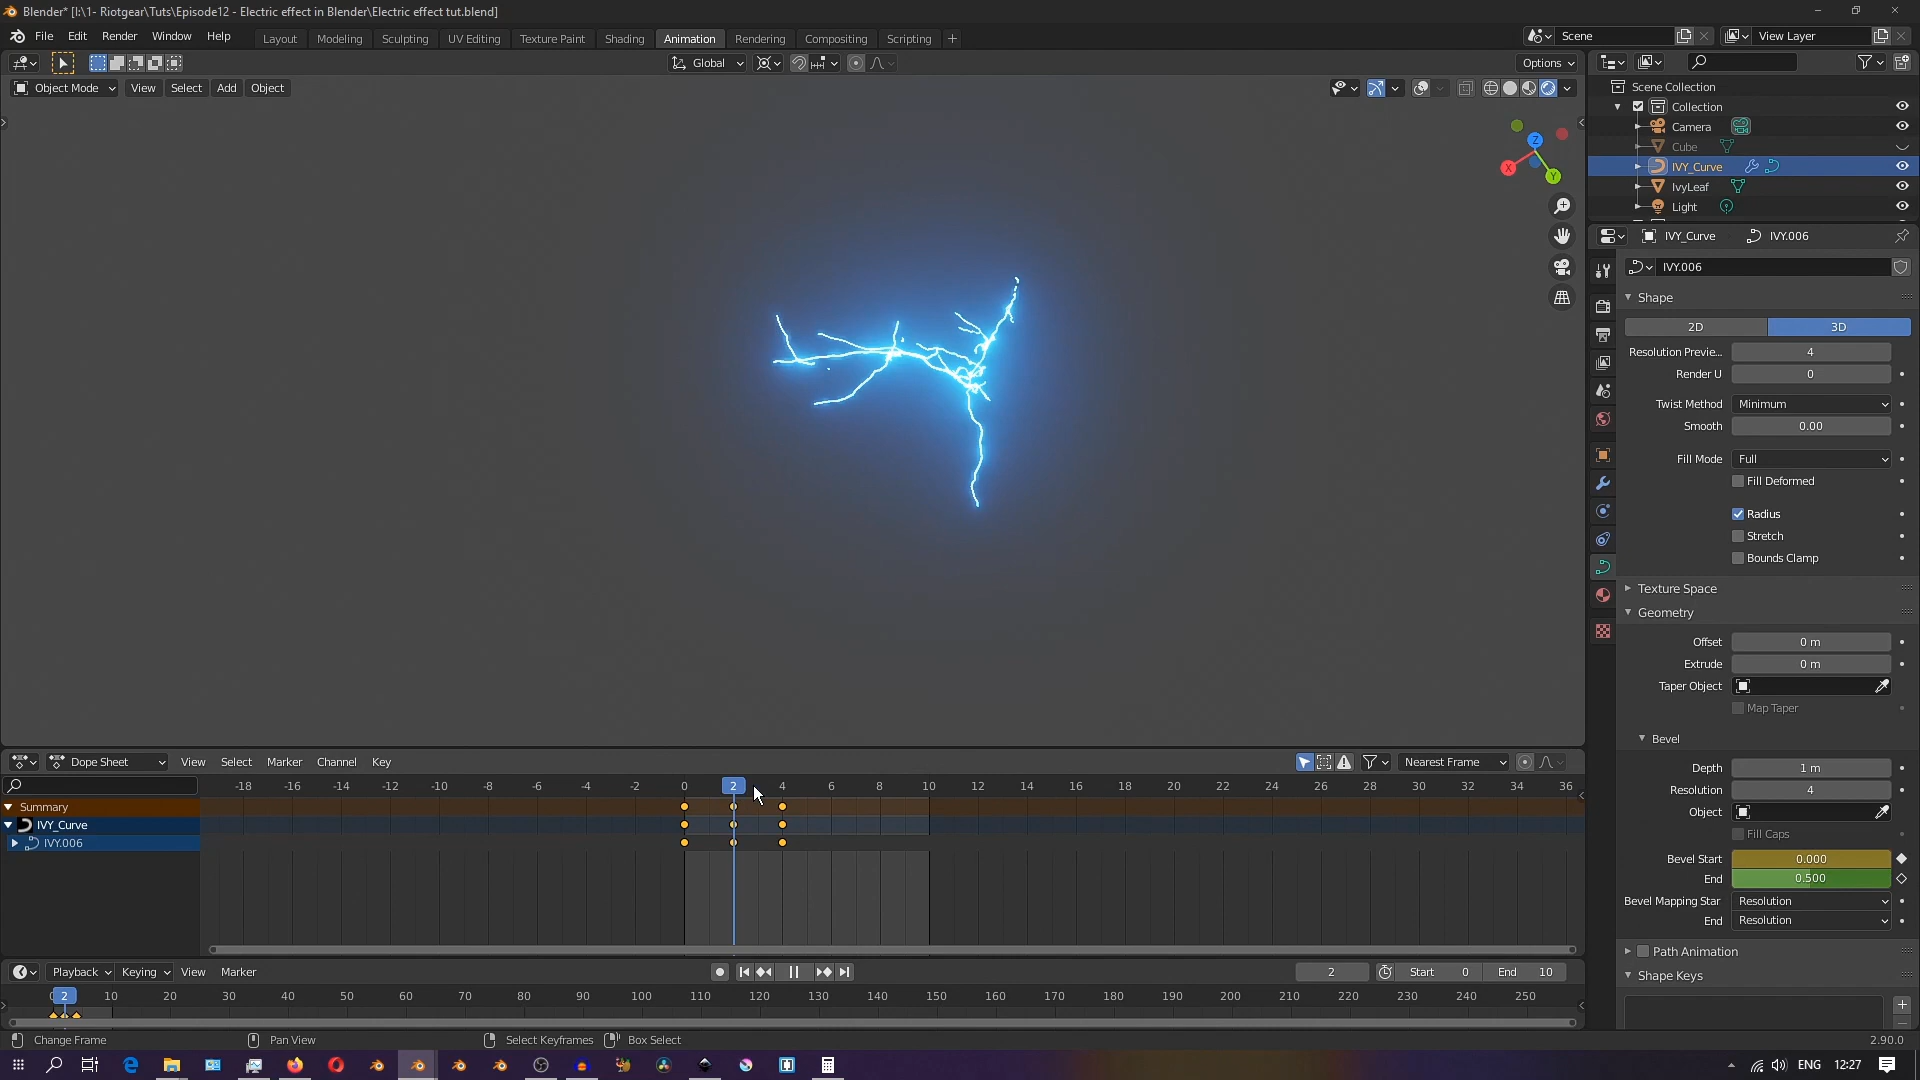 Blender* [I:\1- Riotgear\Tuts\Episode12 - Electric effect in Blender\Electric effect tut.blend]
File Edit Render Window Help Layout Modeling Sculpting UV Editing Texture Paint Shading Animation Rendering Compositing Scripting + Scene View Layer
Global Options
Object Mode View Select Add Object
Scene Collection
Collection
Camera
Cube
IVY_Curve
IvyLeaf
Light
Z
X
Y
IVY_Curve IVY.006
IVY.006
Shape
2D 3D
Resolution Previe... 4
Render U 0
Twist Method Minimum
Smooth 0.00
Fill Mode Full
Fill Deformed
Radius
Stretch
Bounds Clamp
Texture Space
Geometry
Offset 0 m
Extrude 0 m
Taper Object
Map Taper
Bevel
Depth 1 m
Resolution 4
Object
Fill Caps
Bevel Start 0.000
End 0.500
Bevel Mapping Star Resolution
End Resolution
Path Animation
Shape Keys
Dope Sheet View Select Marker Channel Key Nearest Frame
-18 -16 -14 -12 -10 -8 -6 -4 -2 0 2 4 6 8 10 12 14 16 18 20 22 24 26 28 30 32 34 36
Summary
IVY_Curve
IVY.006
Playback Keying View Marker 2 Start 0 End 10
2 10 20 30 40 50 60 70 80 90 100 110 120 130 140 150 160 170 180 190 200 210 220 230 240 250
Change Frame Pan View Select Keyframes Box Select 2.90.0
ENG 12:27